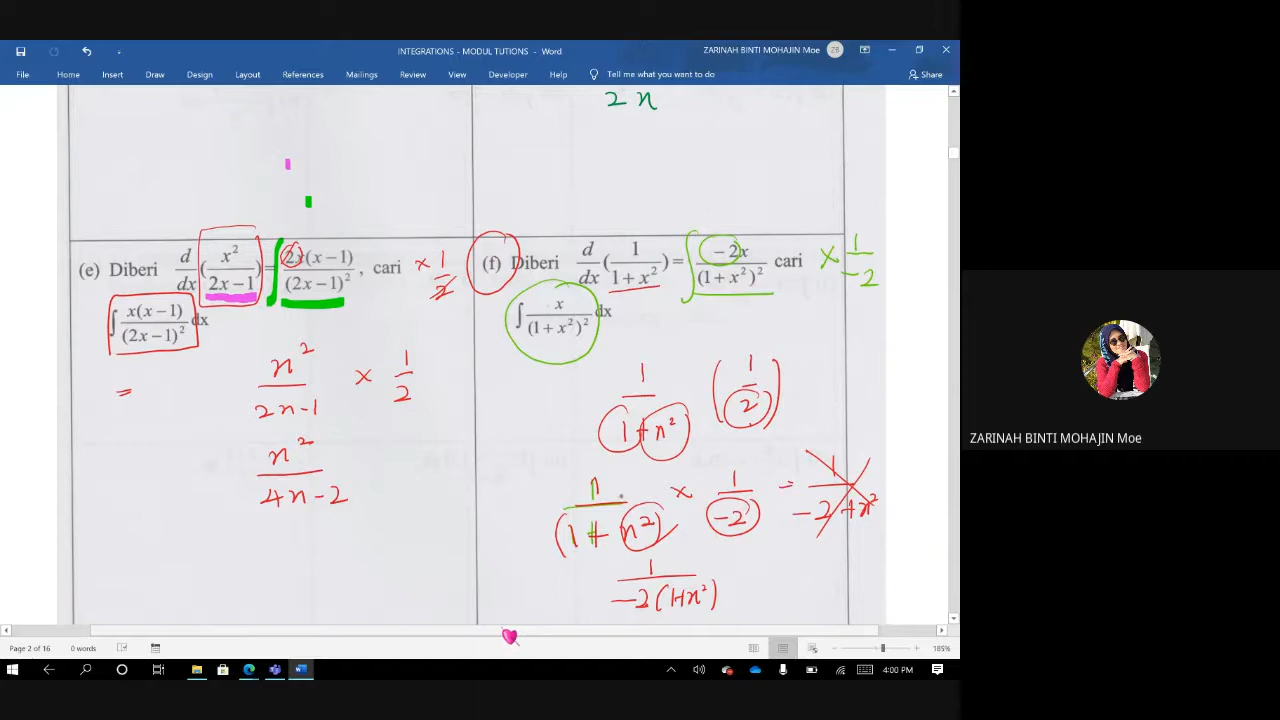 INTEGRATIONS - MODUL TUTIONS - Word
ZARINAH BINTI MOHAJIN Moe ZB
File Home Insert Draw Design Layout References Mailings Review View Developer Help Tell me what you want to do Share
2x
(e) Diberi d/dx (x²/(2x−1)) = ∫ 2x(x−1)/(2x−1)², cari × 1/2
∫ x(x−1)/(2x−1)² dx
= x²/(2x-1) × 1/2
x²/(4x-2)
(f) Diberi d/dx (1/(1+x²)) = ∫ −2x/(1+x²)² cari × 1/-2
∫ x/(1+x²)² dx
1/(1+x²) (1/2)
1/(1+x²) × 1/-2 = 1/(-2+x²)
1/(-2(1+x²))
ZARINAH BINTI MOHAJIN Moe
Page 2 of 16 0 words 185%
4:00 PM